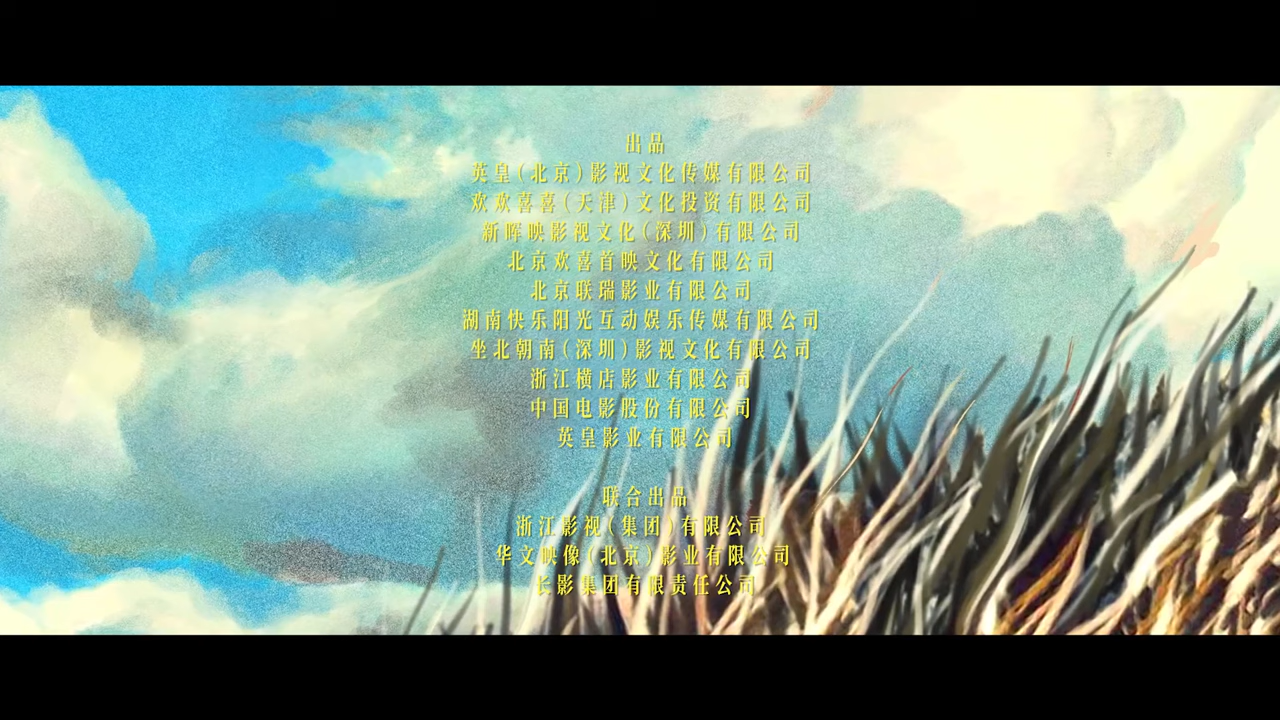 出品
英皇(北京)影视文化传媒有限公司
欢欢喜喜(天津)文化投资有限公司
新晖映影视文化(深圳)有限公司
北京欢喜首映文化有限公司
北京联瑞影业有限公司
湖南快乐阳光互动娱乐传媒有限公司
坐北朝南(深圳)影视文化有限公司
浙江横店影业有限公司
中国电影股份有限公司
英皇影业有限公司
联合出品
浙江影视(集团)有限公司
华文映像(北京)影业有限公司
长影集团有限责任公司